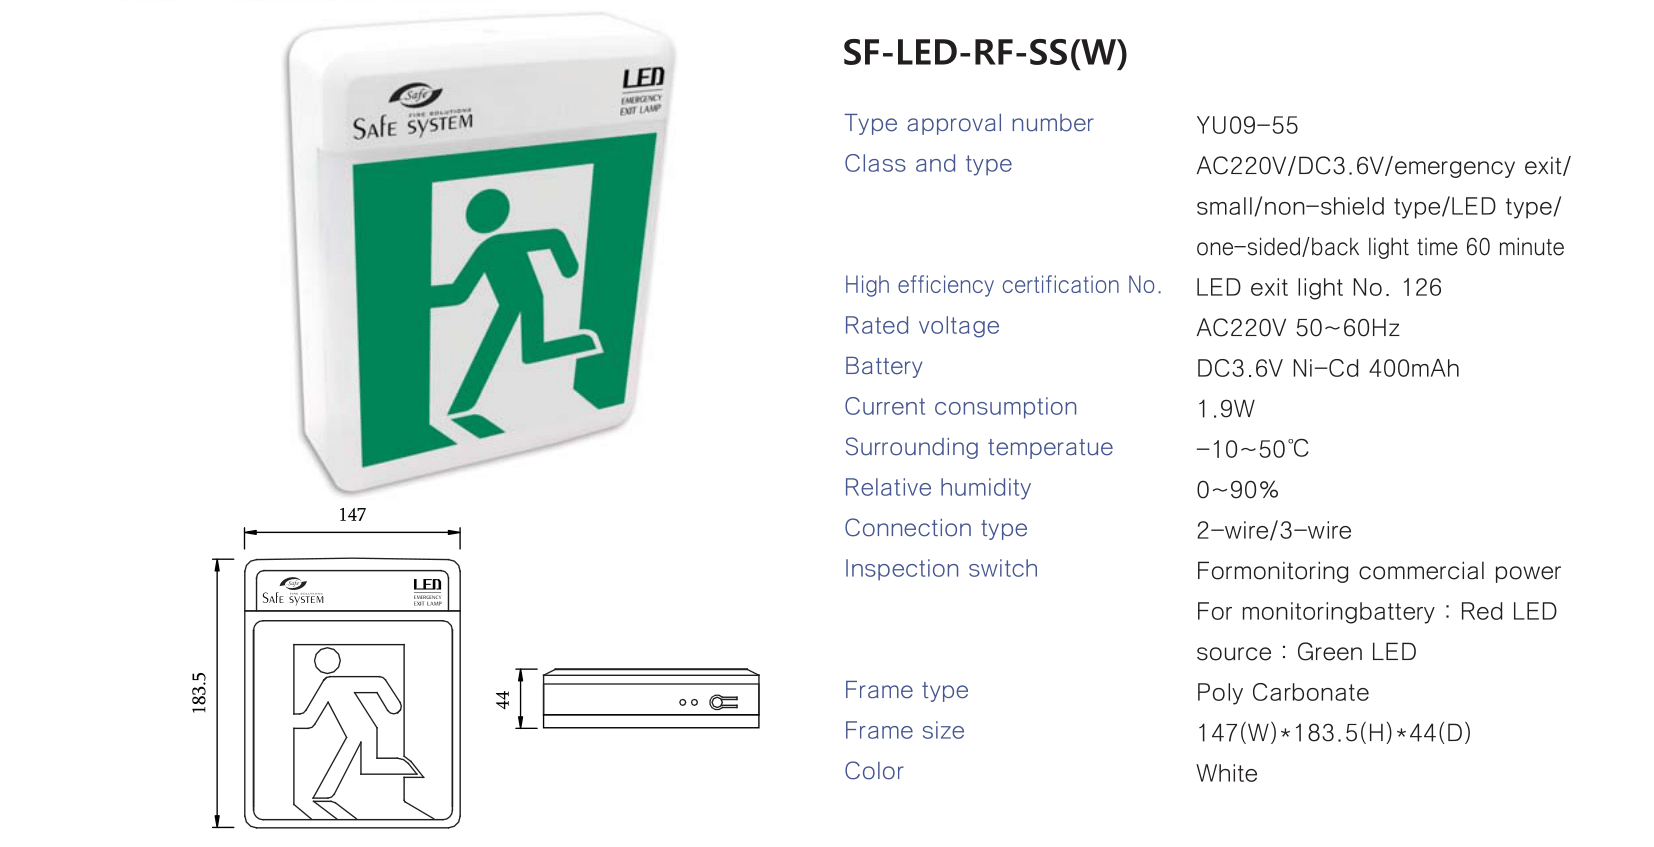 Safe
FIRE SOLUTIONS
SAFE SYSTEM
LED
EMERGENCY
EXIT LAMP
147
183.5
Safe
FIRE SOLUTIONS
SAFE SYSTEM
LED
EMERGENCY
EXIT LAMP
44
SF-LED-RF-SS(W)
Type approval number YU09-55
Class and type AC220V/DC3.6V/emergency exit/
small/non-shield type/LED type/
one-sided/back light time 60 minute
High efficiency certification No. LED exit light No. 126
Rated voltage AC220V 50~60Hz
Battery DC3.6V Ni-Cd 400mAh
Current consumption 1.9W
Surrounding temperatue -10~50℃
Relative humidity 0~90%
Connection type 2-wire/3-wire
Inspection switch Formonitoring commercial power
For monitoringbattery : Red LED
source : Green LED
Frame type Poly Carbonate
Frame size 147(W)*183.5(H)*44(D)
Color White